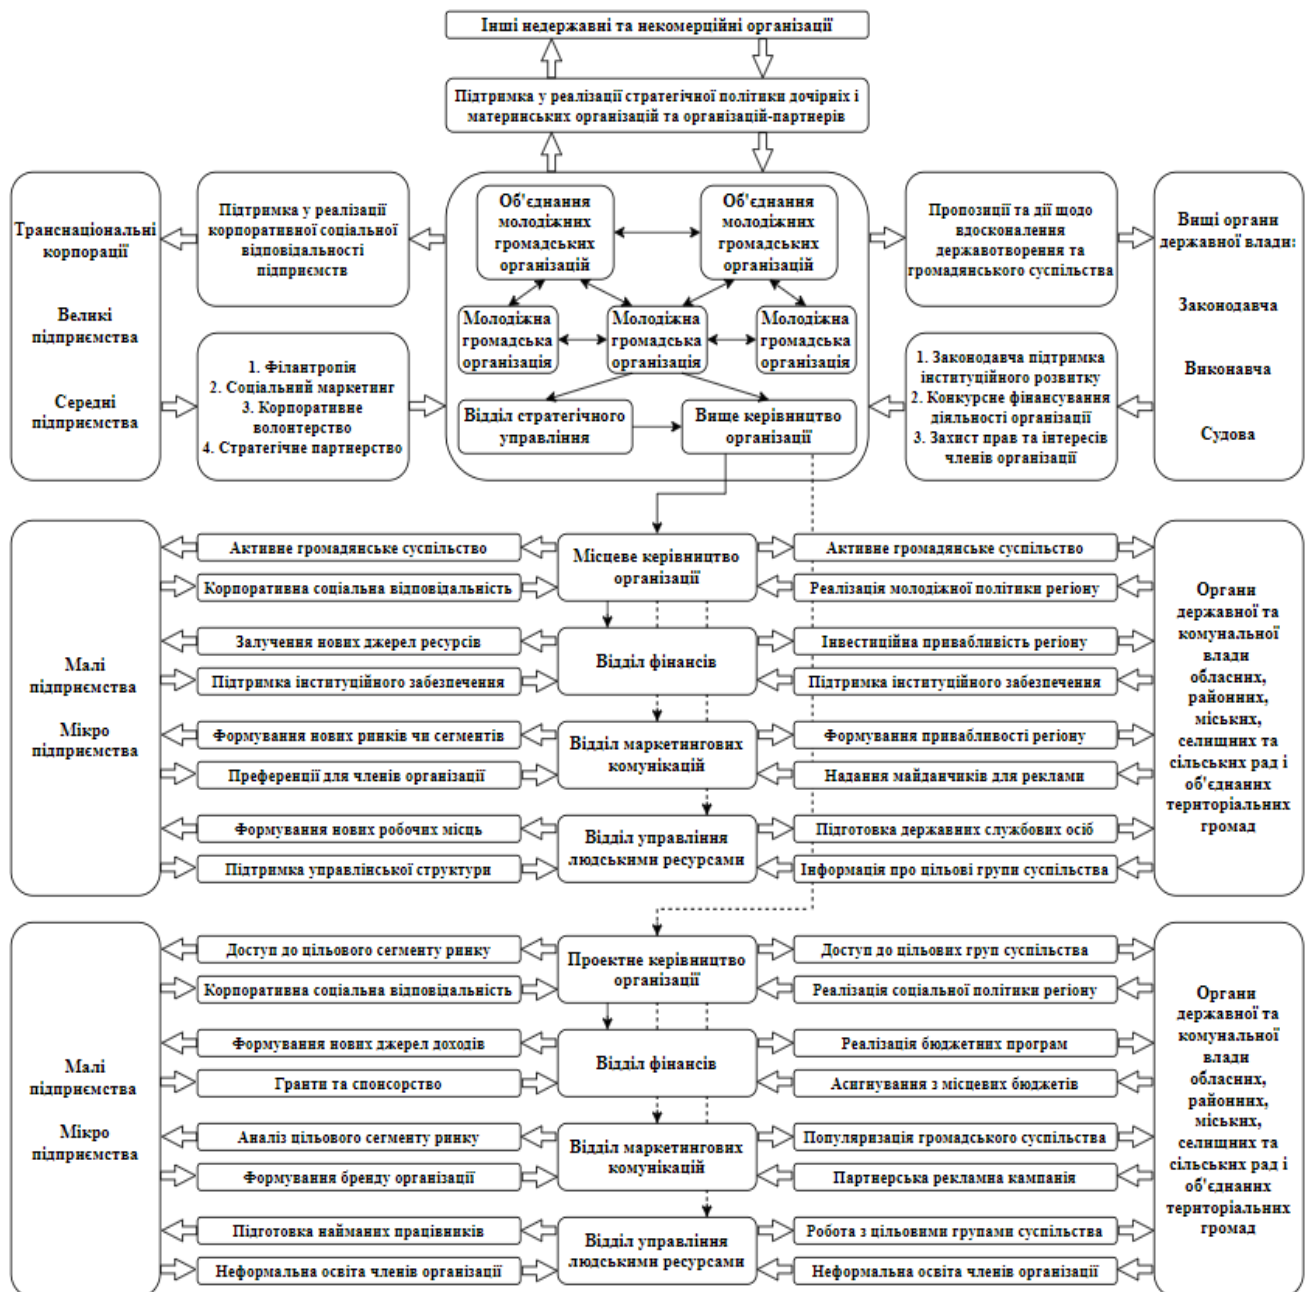 Інші недержавні та некомерційні організації
Підтримка у реалізації стратегічної політики дочірніх і
материнських організацій та організацій-партнерів
Транснаціональні
корпорації
Великі
підприємства
Середні
підприємства
Підтримка у реалізації
корпоративної соціальної
відповідальності
підприємств
1. Філантропія
2. Соціальний маркетинг
3. Корпоративне
волонтерство
4. Стратегічне партнерство
Об'єднання
молодіжних
громадських
організацій
Об'єднання
молодіжних
громадських
організацій
Молодіжна
громадська
організація
Молодіжна
громадська
організація
Молодіжна
громадська
організація
Відділ стратегічного
управління
Вище керівництво
організації
Пропозиції та дії щодо
вдосконалення
державотворення та
громадянського суспільства
1. Законодавча підтримка
інституційного розвитку
2. Конкурсне фінансування
діяльності організації
3. Захист прав та інтересів
членів організації
Вищі органи
державної влади:
Законодавча
Виконавча
Судова
Малі
підприємства
Мікро
підприємства
Активне громадянське суспільство
Корпоративна соціальна відповідальність
Залучення нових джерел ресурсів
Підтримка інституційного забезпечення
Формування нових ринків чи сегментів
Преференції для членів організації
Формування нових робочих місць
Підтримка управлінської структури
Місцеве керівництво
організації
Відділ фінансів
Відділ маркетингових
комунікацій
Відділ управління
людськими ресурсами
Активне громадянське суспільство
Реалізація молодіжної політики регіону
Інвестиційна привабливість регіону
Підтримка інституційного забезпечення
Формування привабливості регіону
Надання майданчиків для реклами
Підготовка державних службових осіб
Інформація про цільові групи суспільства
Органи
державної та
комунальної
влади
обласних,
районних,
міських,
селищних та
сільських рад і
об'єднаних
територіальних
громад
Малі
підприємства
Мікро
підприємства
Доступ до цільового сегменту ринку
Корпоративна соціальна відповідальність
Формування нових джерел доходів
Гранти та спонсорство
Аналіз цільового сегменту ринку
Формування бренду організації
Підготовка найманих працівників
Неформальна освіта членів організації
Проектне керівництво
організації
Відділ фінансів
Відділ маркетингових
комунікацій
Відділ управління
людськими ресурсами
Доступ до цільових груп суспільства
Реалізація соціальної політики регіону
Реалізація бюджетних програм
Асигнування з місцевих бюджетів
Популяризація громадського суспільства
Партнерська рекламна кампанія
Робота з цільовими групами суспільства
Неформальна освіта членів організації
Органи
державної та
комунальної
влади
обласних,
районних,
міських,
селищних та
сільських рад і
об'єднаних
територіальних
громад